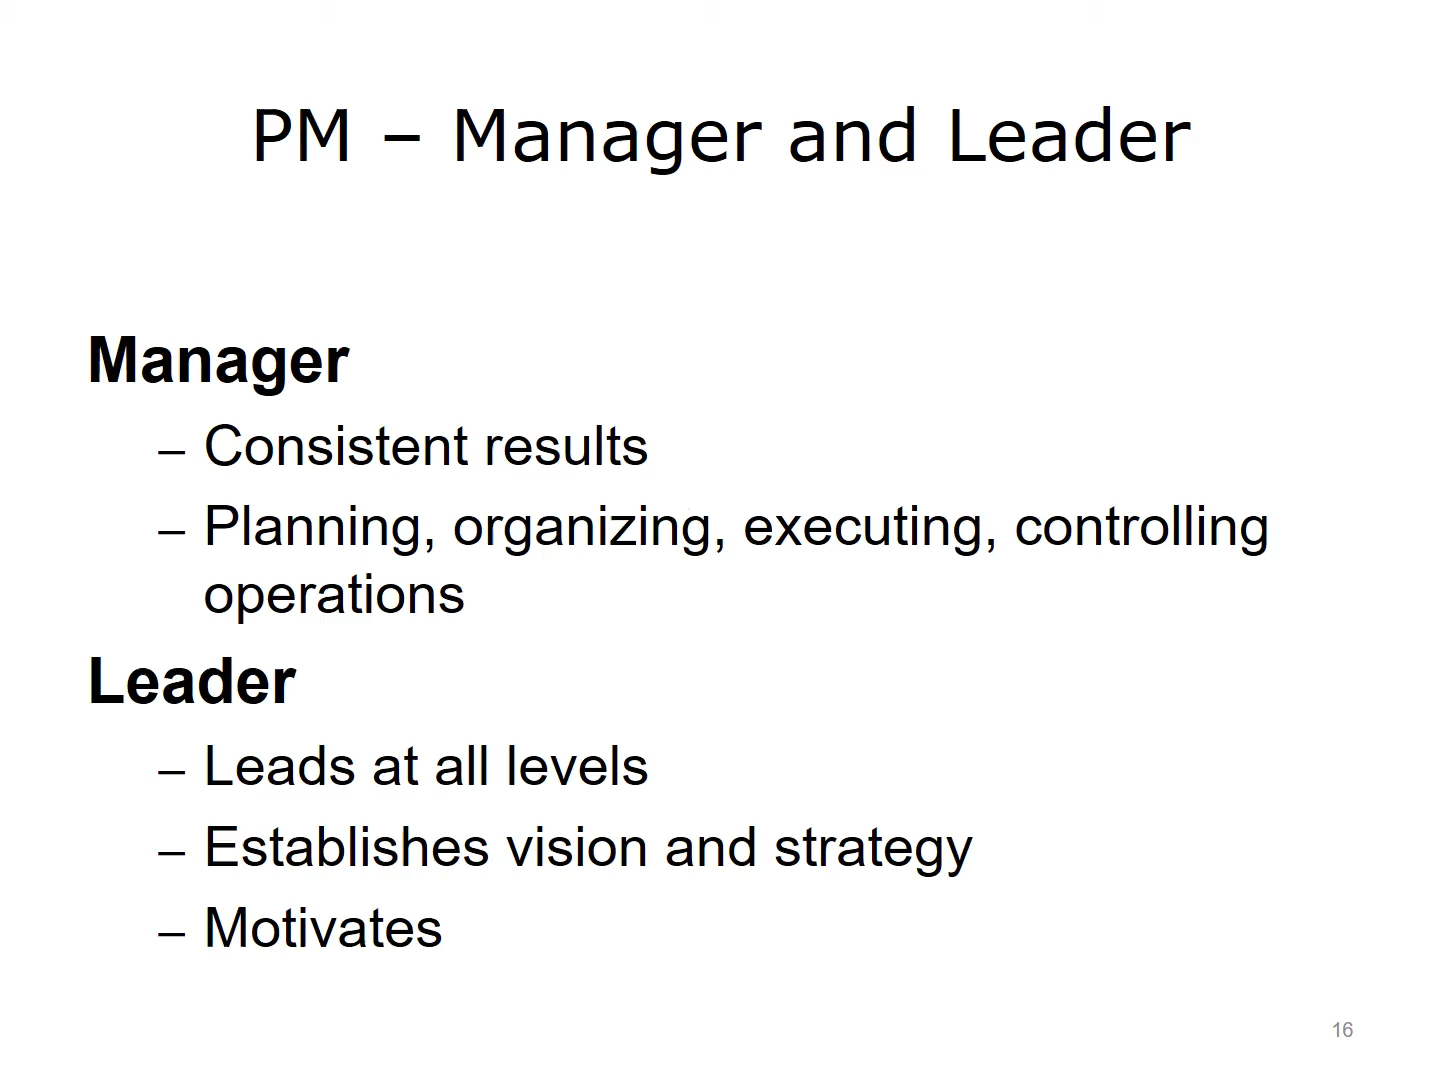 PM – Manager and Leader
Manager
– Consistent results
– Planning, organizing, executing, controlling
operations
Leader
– Leads at all levels
– Establishes vision and strategy
– Motivates
16